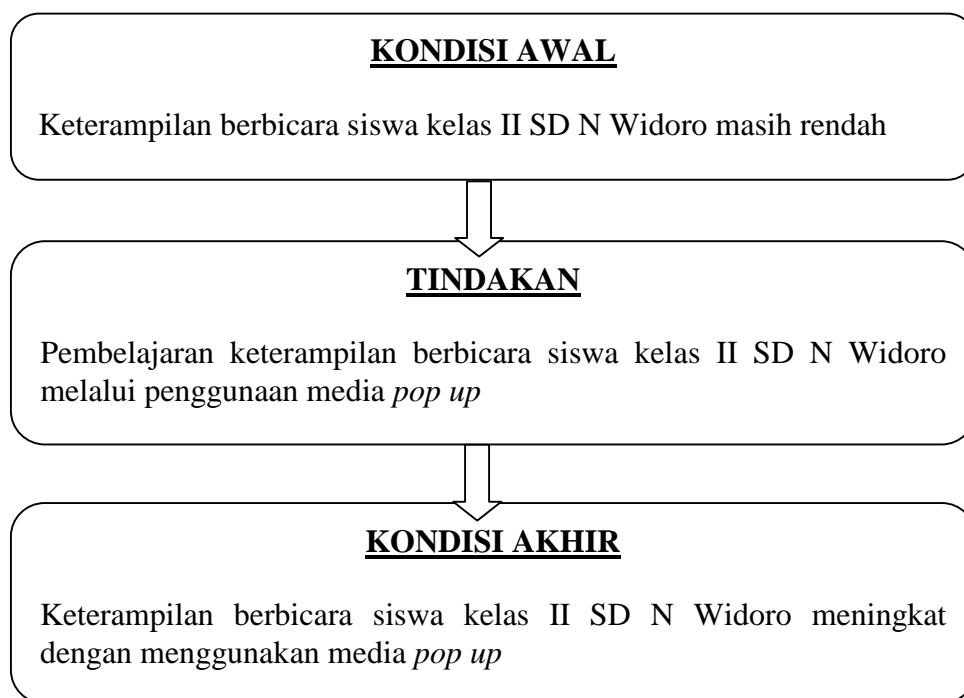 KONDISI AWAL
Keterampilan berbicara siswa kelas II SD N Widoro masih rendah
TINDAKAN
Pembelajaran keterampilan berbicara siswa kelas II SD N Widoro
melalui penggunaan media pop up
KONDISI AKHIR
Keterampilan berbicara siswa kelas II SD N Widoro meningkat
dengan menggunakan media pop up